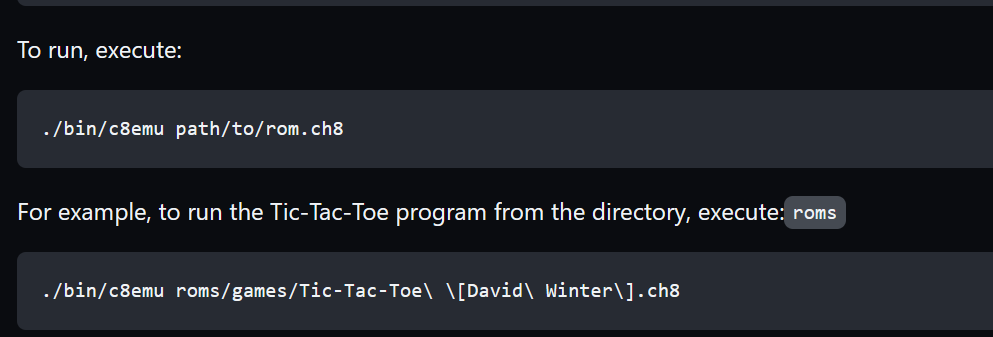 To run, execute:
./bin/c8emu path/to/rom.ch8
For example, to run the Tic-Tac-Toe program from the directory, execute: roms
./bin/c8emu roms/games/Tic-Tac-Toe\ \[David\ Winter\].ch8